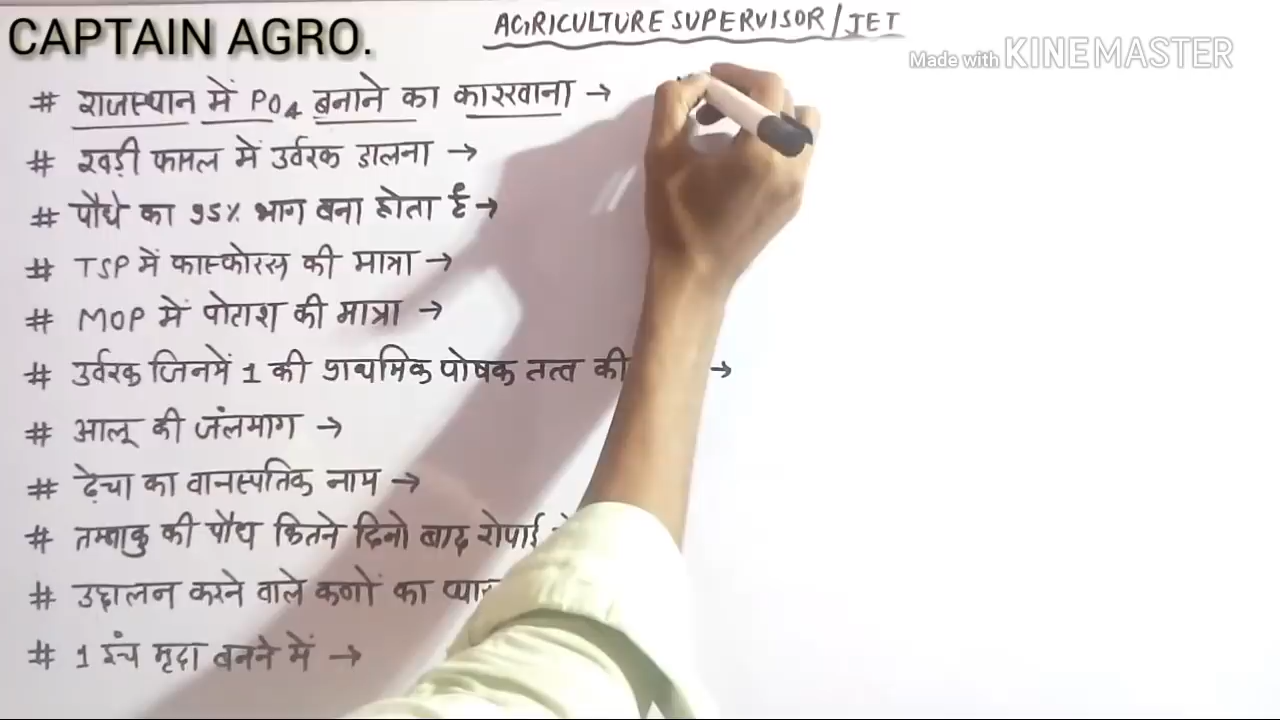 CAPTAIN AGRO.
AGRICULTURE SUPERVISOR/JET
Made with KINEMASTER
# राजस्थान में PO4 बनाने का कारखाना →
# खड़ी फसल में उर्वरक डालना →
# पौधे का 95% भाग बना होता है →
# TSP में फास्फोरस की मात्रा →
# MOP में पोटाश की मात्रा →
# उर्वरक जिनमें 1 की प्राथमिक पोषक तत्व की →
# आलू की जंलमाग →
# ढ़ेचा का वानस्पतिक नाम →
# तम्बाकु की पौध कितने दिनो बाद रोपाई
# उद्दालन करने वाले कणों का
# 1 इंच मृदा बनने में →